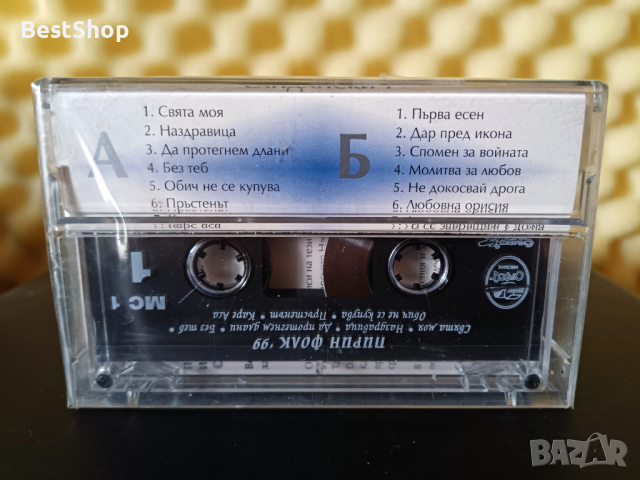 BestShop
А
1. Свята моя
2. Наздравица
3. Да протегнем длани
4. Без теб
5. Обич не се купува
6. Пръстенът
Б
1. Първа есен
2. Дар пред икона
3. Спомен за войната
4. Молитва за любов
5. Не докосвай дрога
6. Любовна орисия
МС 1
1
ПИРИН ФОЛК '99
Свята моя • Наздравица • Да протегнем длани • Без теб •
Обич не се купува • Пръстенът • Каре Аса
BAZAR